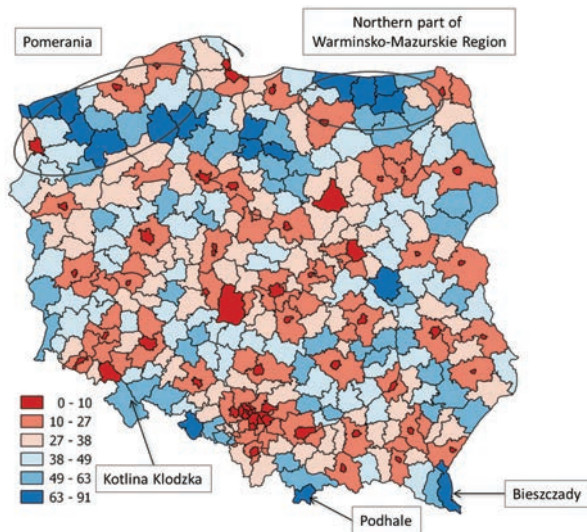 Pomerania
Northern part of
Warminsko-Mazurskie Region
0 - 10
10 - 27
27 - 38
38 - 49
49 - 63
63 - 91
Kotlina Klodzka
Podhale
Bieszczady